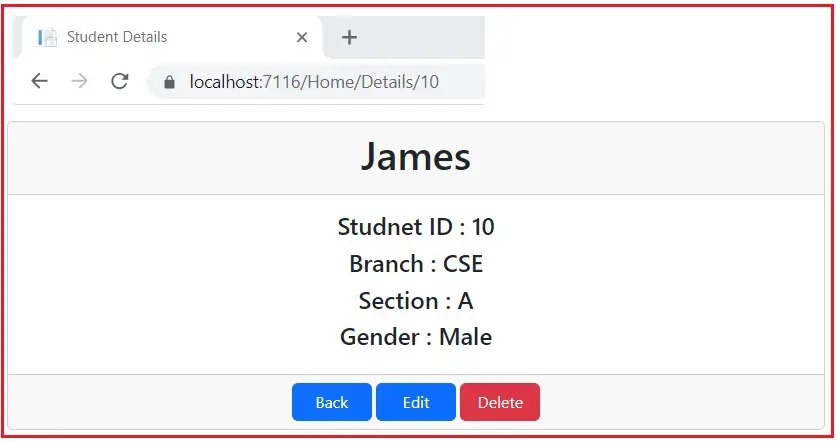 Student Details
localhost:7116/Home/Details/10
James
Studnet ID : 10
Branch : CSE
Section : A
Gender : Male
Back Edit Delete